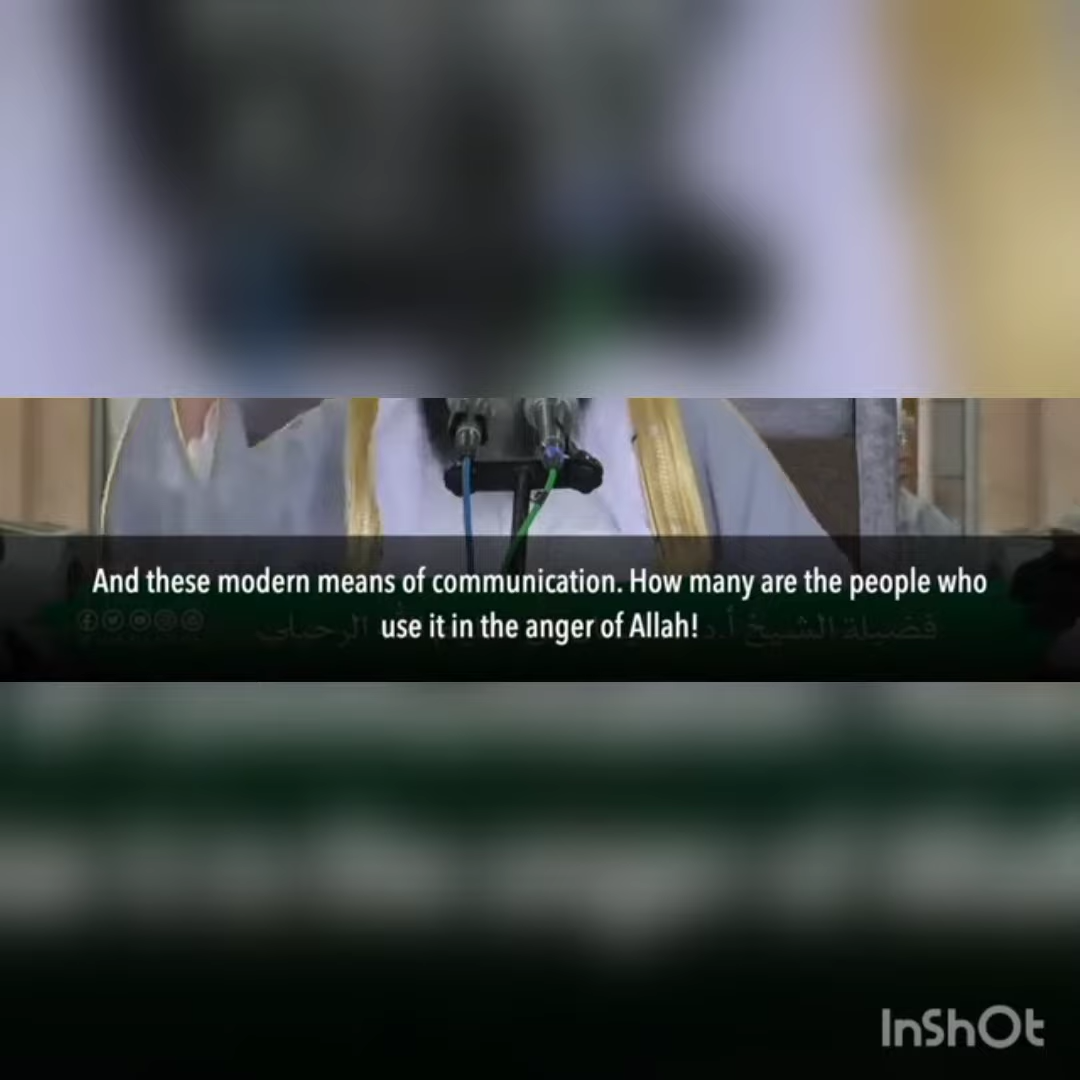 And these modern means of communication. How many are the people who
use it in the anger of Allah!
فضيلة الشيخ أ.د الرحيلي
InShOt